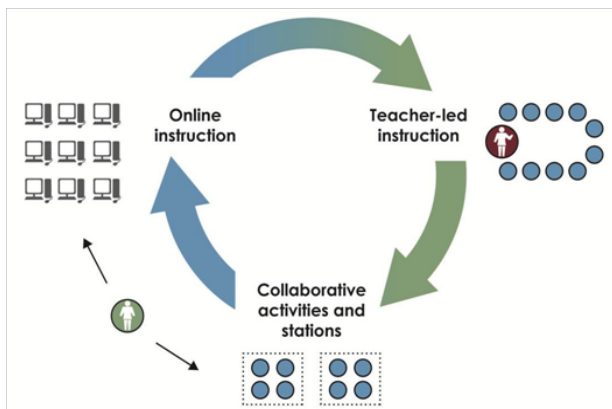 Online
instruction
Teacher-led
instruction
Collaborative
activities and
stations